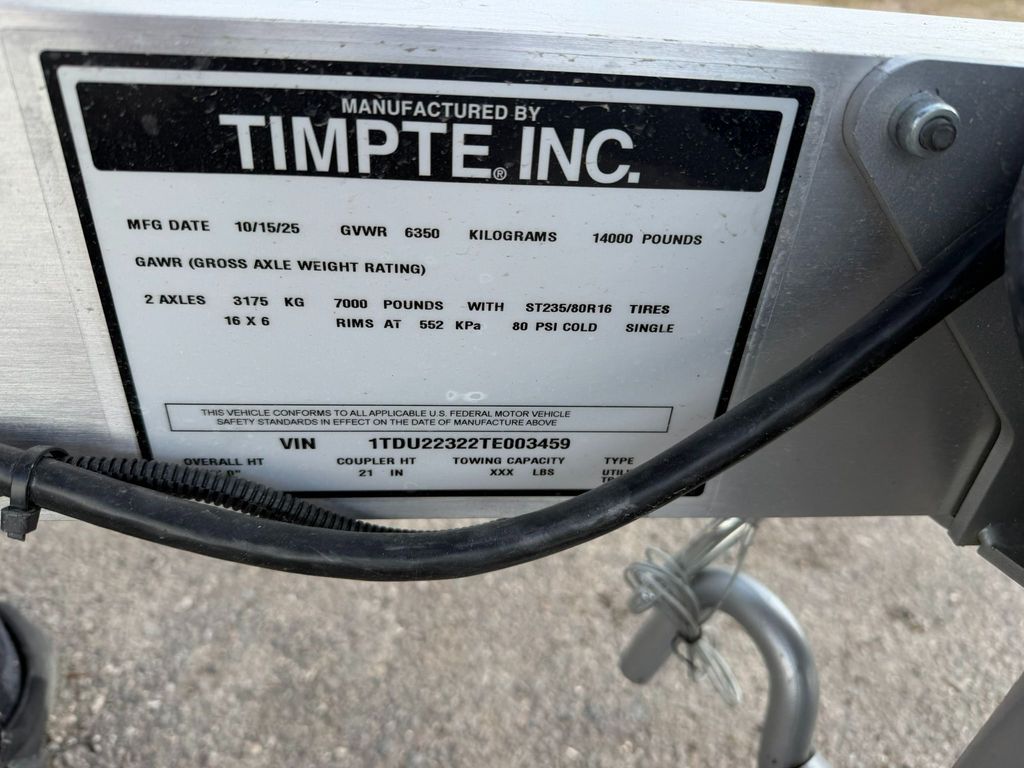 MANUFACTURED BY
TIMPTE® INC.
MFG DATE 10/15/25 GVWR 6350 KILOGRAMS 14000 POUNDS
GAWR (GROSS AXLE WEIGHT RATING)
2 AXLES 3175 KG 7000 POUNDS WITH ST235/80R16 TIRES
16 X 6 RIMS AT 552 KPa 80 PSI COLD SINGLE
THIS VEHICLE CONFORMS TO ALL APPLICABLE U.S. FEDERAL MOTOR VEHICLE
SAFETY STANDARDS IN EFFECT ON THE DATE OF MANUFACTURE ABOVE
VIN 1TDU22322TE003459
OVERALL HT COUPLER HT TOWING CAPACITY TYPE
21 IN XXX LBS